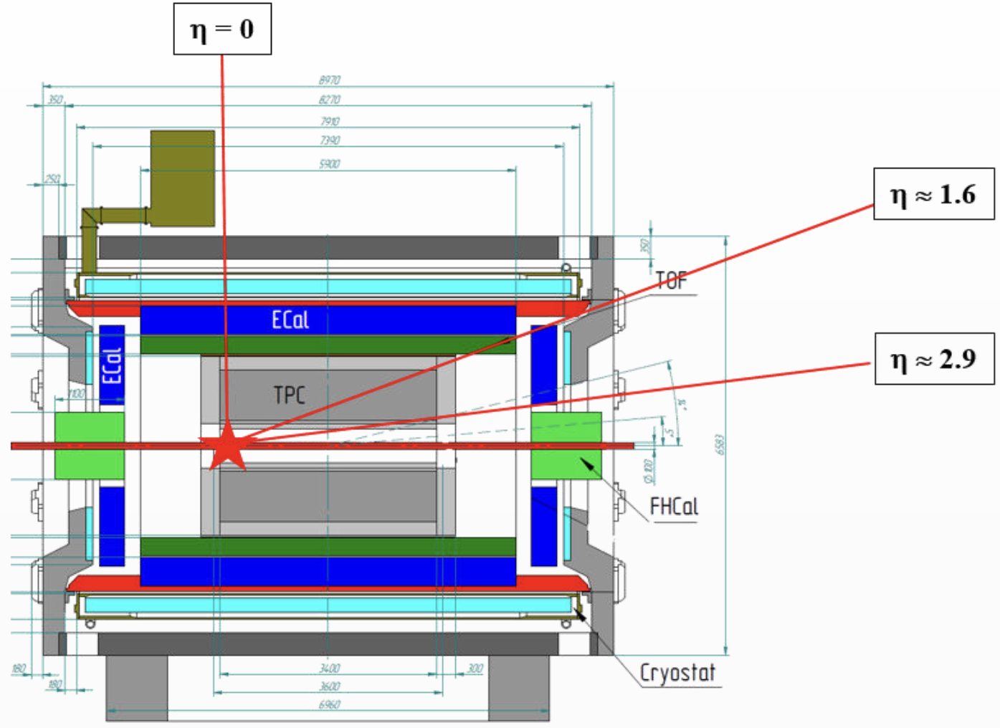 η = 0
8970
350
8270
7910
7390
5900
250
η ≈ 1.6
350
TOF
ECal
ECal
η ≈ 2.9
TPC
1100
6583
Ø 100
FHCal
Cryostat
180
180
3400
300
3600
6960